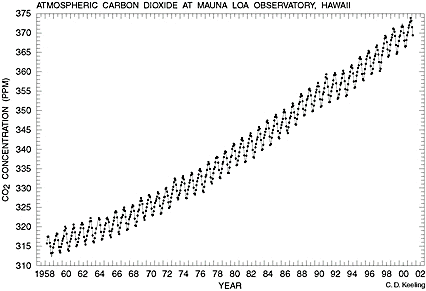 ATMOSPHERIC CARBON DIOXIDE AT MAUNA LOA OBSERVATORY, HAWAII
375
370
365
360
355
350
345
340
335
330
325
320
315
310
CO2 CONCENTRATION (PPM)
1958 60 62 64 66 68 70 71 72 74 76 78 79 80 82 84 86 88 90 92 94 96 98 00 02
YEAR
C. D. Keeling